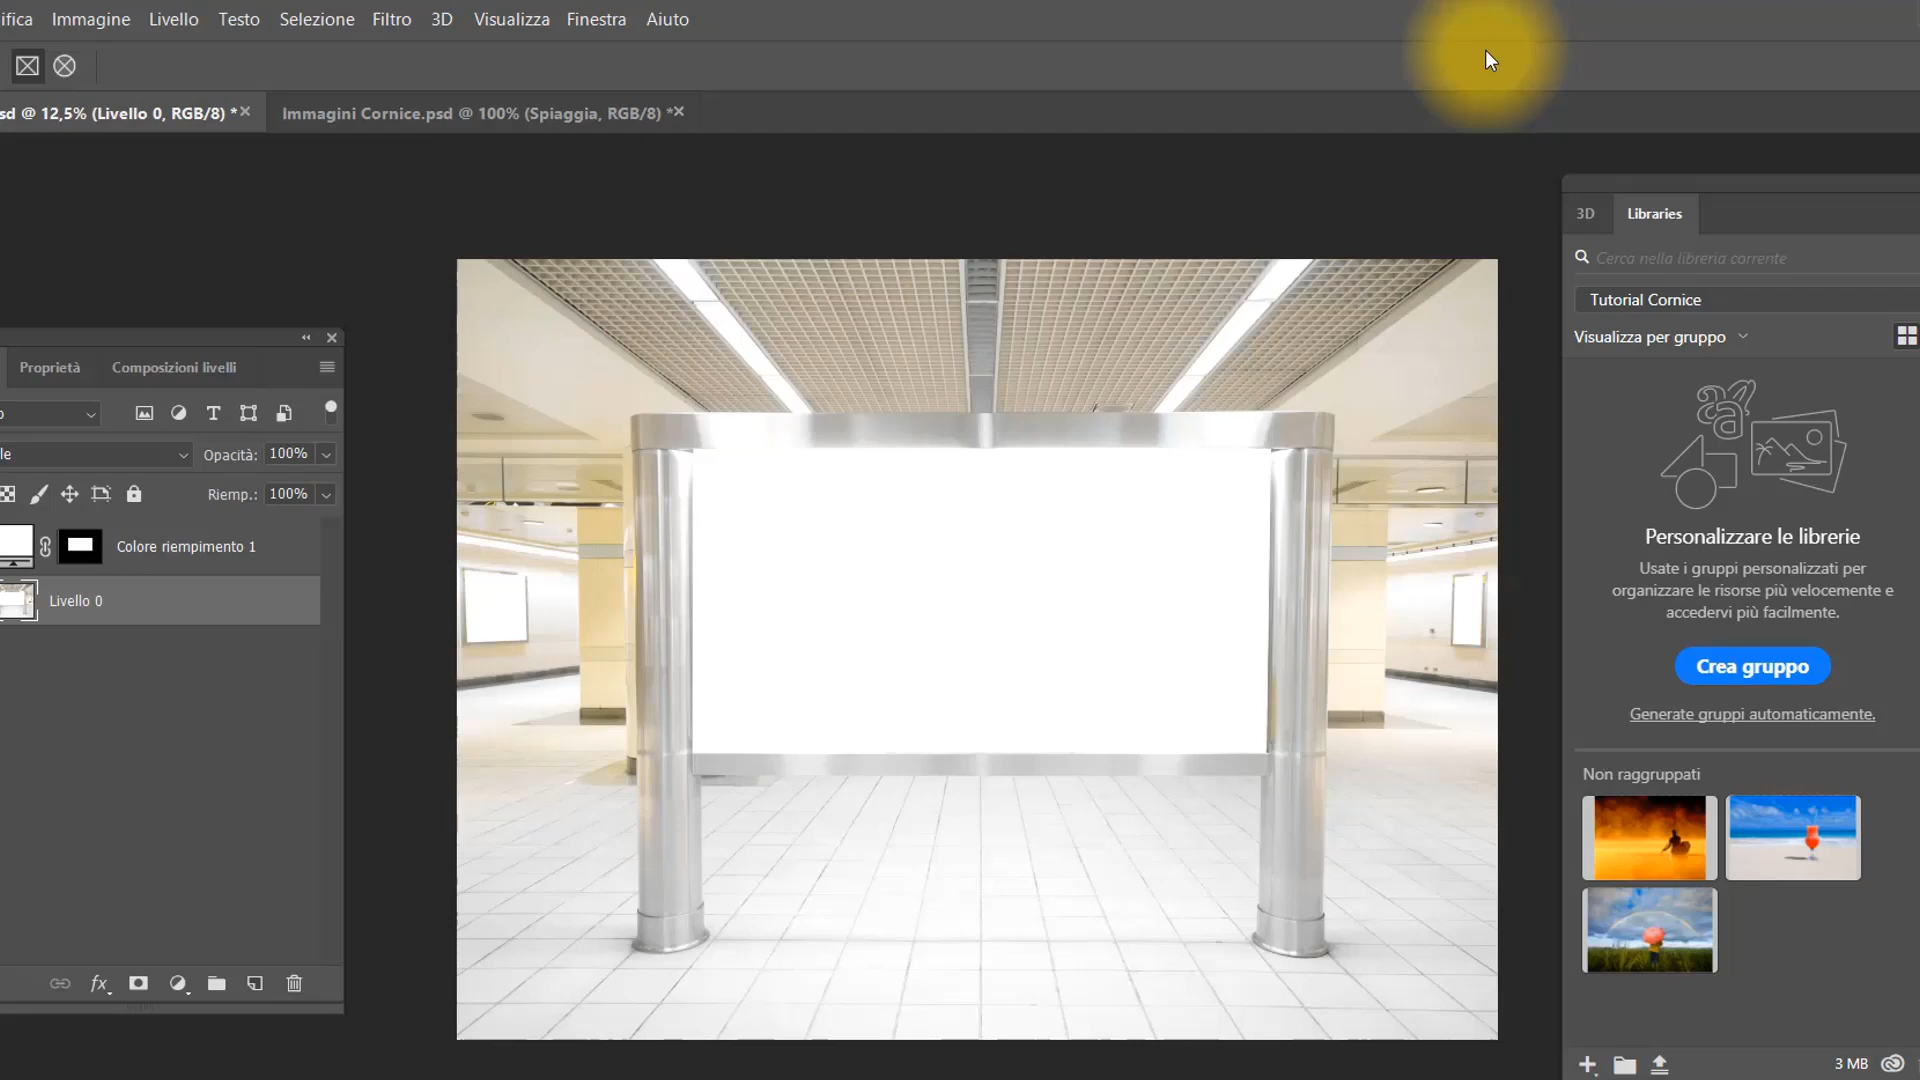 ifica Immagine Livello Testo Selezione Filtro 3D Visualizza Finestra Aiuto
sd @ 12,5% (Livello 0, RGB/8) * Immagini Cornice.psd @ 100% (Spiaggia, RGB/8) *
3D Libraries
Cerca nella libreria corrente
Tutorial Cornice
Visualizza per gruppo
Proprietà Composizioni livelli
o
le Opacità: 100%
Riemp.: 100%
Colore riempimento 1
Livello 0
fx
Personalizzare le librerie
Usate i gruppi personalizzati per
organizzare le risorse più velocemente e
accedervi più facilmente.
Crea gruppo
Generate gruppi automaticamente.
Non raggruppati
3 MB